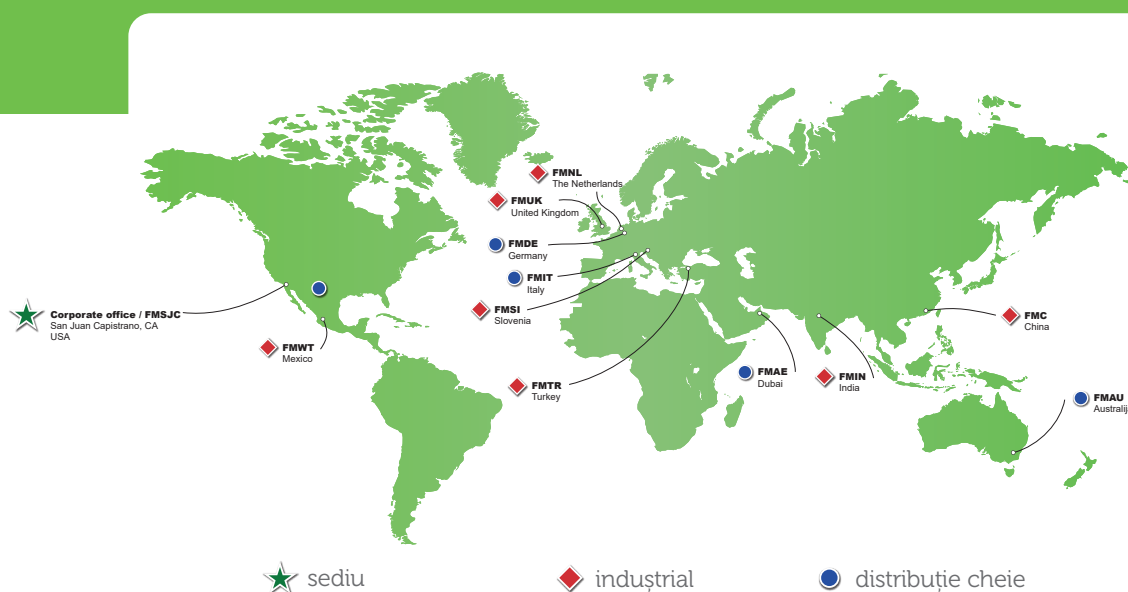 FMNL
The Netherlands
FMUK
United Kingdom
FMDE
Germany
FMIT
Italy
FMSI
Slovenia
Corporate office / FMSJC
San Juan Capistrano, CA
USA
FMWT
Mexico
FMTR
Turkey
FMAE
Dubai
FMIN
India
FMC
China
FMAU
Australija
sediu
industrial
distribuție cheie